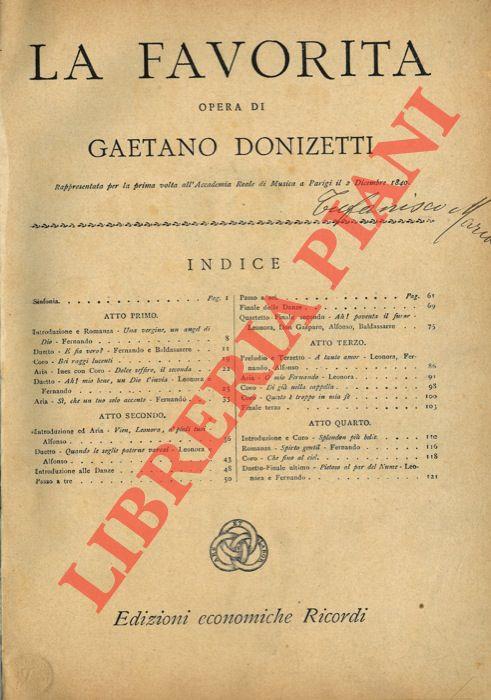 LA FAVORITA
OPERA DI
GAETANO DONIZETTI
Rappresentata per la prima volta all'Accademia Reale di Musica a Parigi il 2 Dicembre 1840.
INDICE
Sinfonia. Pag. 1
ATTO PRIMO.
Introduzione e Romanza - Una vergine, un angel di
Dio - Fernando 8
Duetto - E fia vero? - Fernando e Baldassarre 11
Coro - Bei raggi lucenti
Aria - Ines con Coro - Dolce zeffiro, il seconda 22
Duetto - Ah! mio bene, un Dio t'invia - Leonora e
Fernando 25
Aria - Sì, che un tuo solo accento - Fernando 33
ATTO SECONDO.
Introduzione ed Aria - Vien, Leonora, a' piedi tuoi
Alfonso 36
Duetto - Quando le soglie paterne varcai - Leonora
Alfonso 43
Introduzione alle Danze 48
Passo a tre 50
Passo a sei Pag. 61
Finale delle Danze 69
Quartetto - Finale secondo - Ah! paventa il furor
Leonora, Don Gasparo, Alfonso, Baldassarre 75
ATTO TERZO.
Preludio e Terzetto - A tanto amor - Leonora, Fer-
nando, Alfonso 86
Aria - O mio Fernando - Leonora 91
Coro - Di già nella cappella 98
Coro - Questo è troppo in mia fè 100
Finale terzo 103
ATTO QUARTO.
Introduzione e Coro - Splendon più belle 110
Romanza - Spirto gentil - Fernando 116
Coro - Che fino al ciel 118
Duetto-Finale ultimo - Pietoso al par del Nume - Leo-
nora e Fernando 121
ARS ET LABOR
Edizioni economiche Ricordi
LIBRERIA PIANI